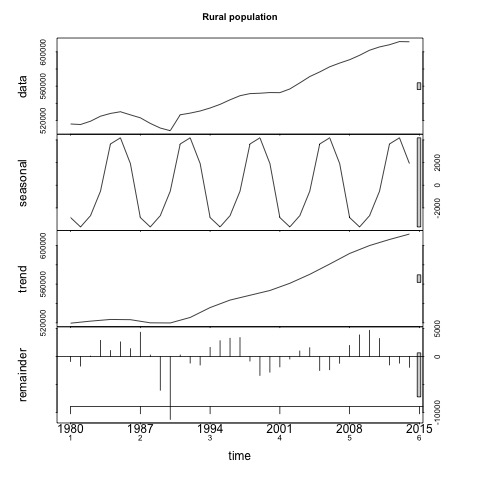 Rural population
data
520000 560000 600000
seasonal
-2000 0 2000
trend
520000 560000 600000
remainder
-10000 0 5000
1980 1987 1994 2001 2008 2015
1 2 3 4 5 6
time